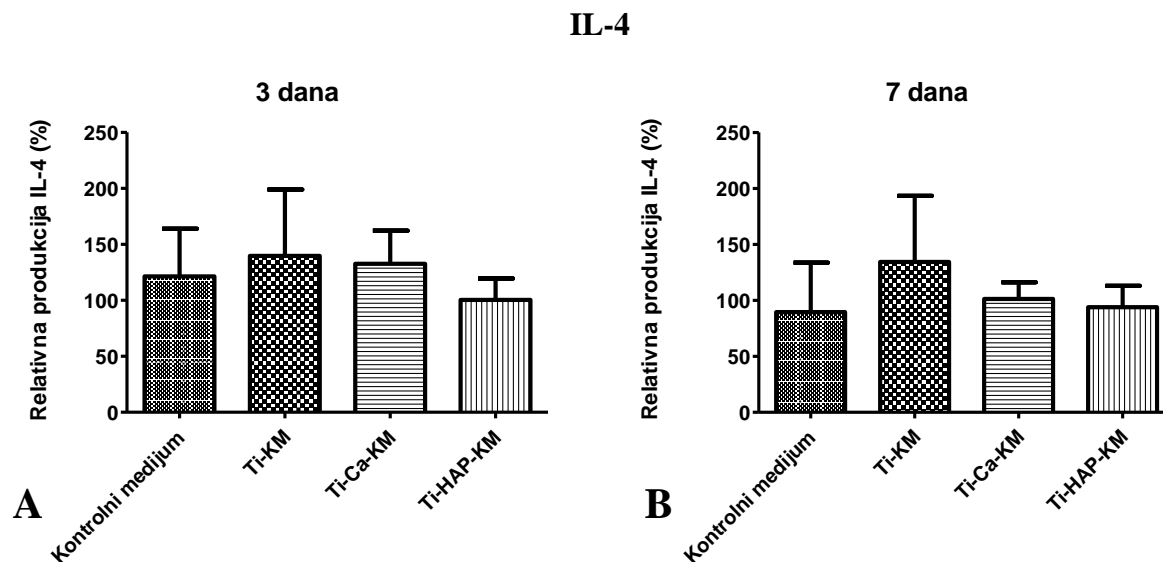 IL-4
3 dana
Relativna produkcija IL-4 (%)
250
200
150
100
50
0
Kontrolni medijum
Ti-KM
Ti-Ca-KM
Ti-HAP-KM
A
7 dana
Relativna produkcija IL-4 (%)
250
200
150
100
50
0
Kontrolni medijum
Ti-KM
Ti-Ca-KM
Ti-HAP-KM
B